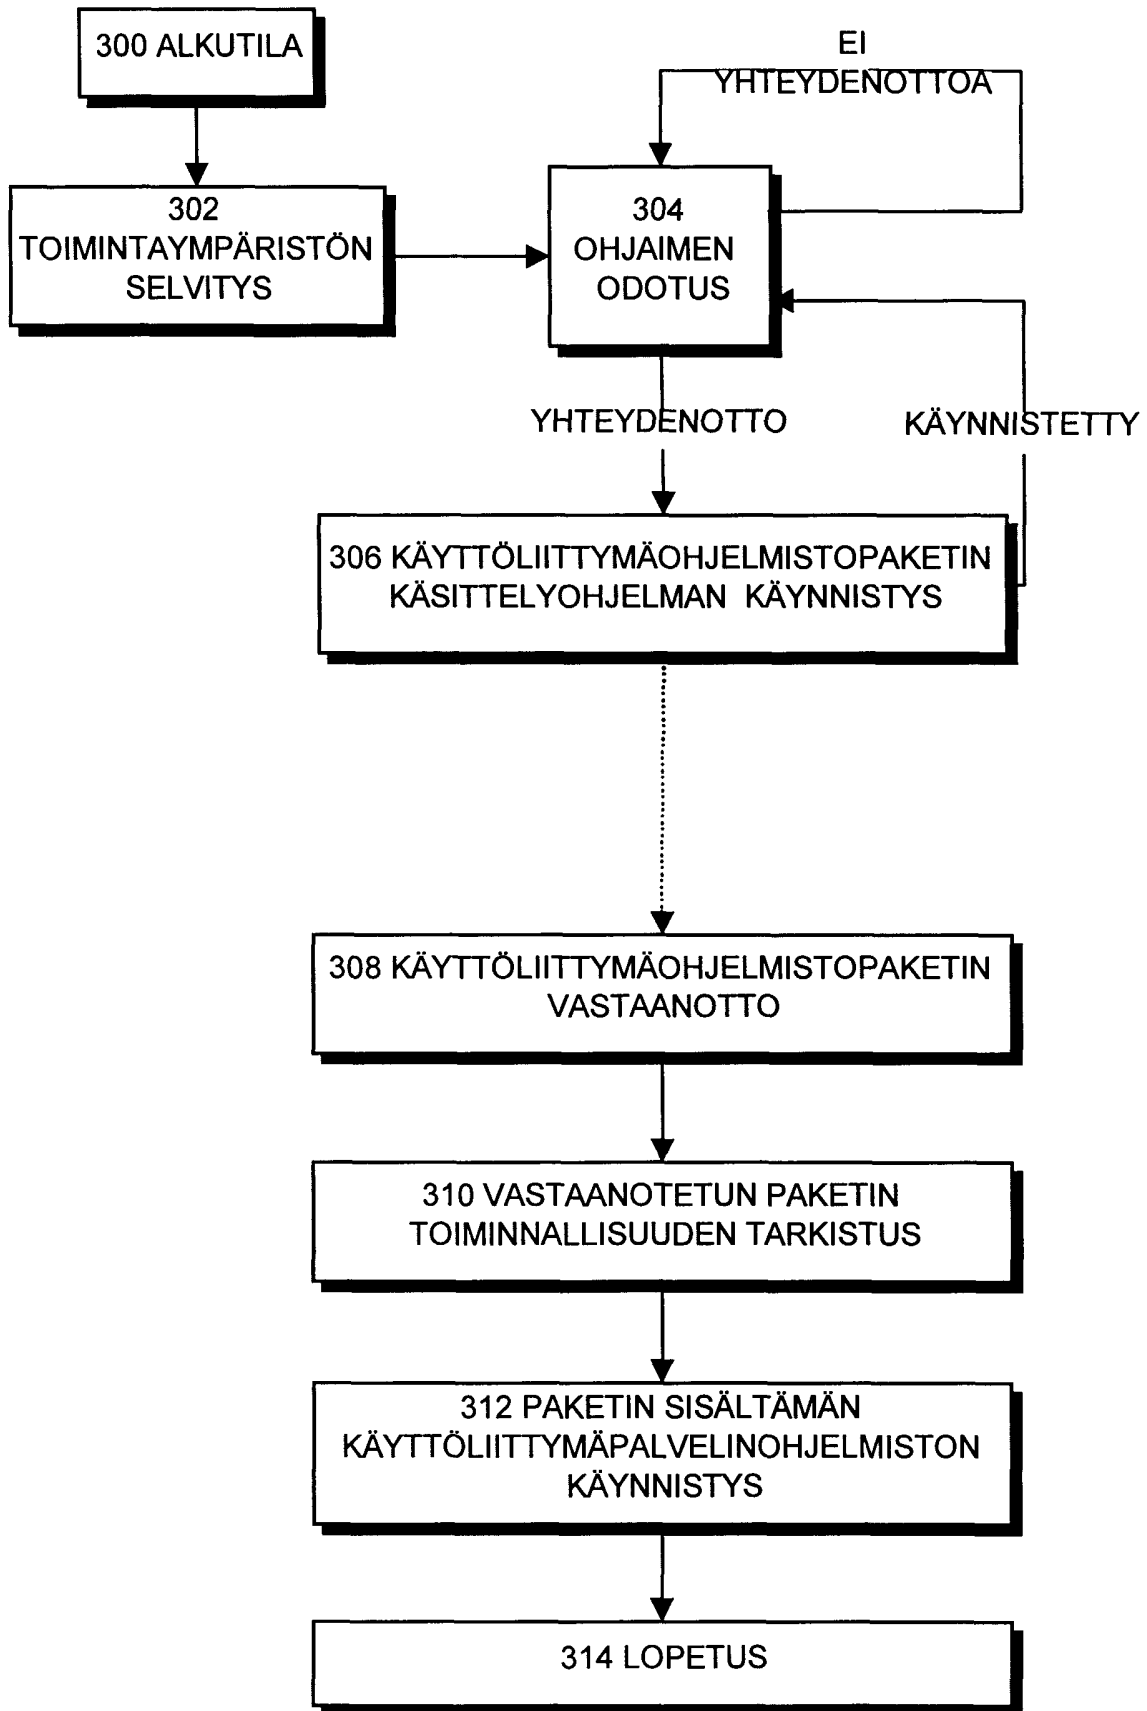 300 ALKUTILA
302
TOIMINTAYMPÄRISTÖN
SELVITYS
EI
YHTEYDENOTTOA
304
OHJAIMEN
ODOTUS
YHTEYDENOTTO
KÄYNNISTETTY
306 KÄYTTÖLIITTYMÄOHJELMISTOPAKETIN
KÄSITTELYOHJELMAN KÄYNNISTYS
308 KÄYTTÖLIITTYMÄOHJELMISTOPAKETIN
VASTAANOTTO
310 VASTAANOTETUN PAKETIN
TOIMINNALLISUUDEN TARKISTUS
312 PAKETIN SISÄLTÄMÄN
KÄYTTÖLIITTYMÄPALVELINOHJELMISTON
KÄYNNISTYS
314 LOPETUS